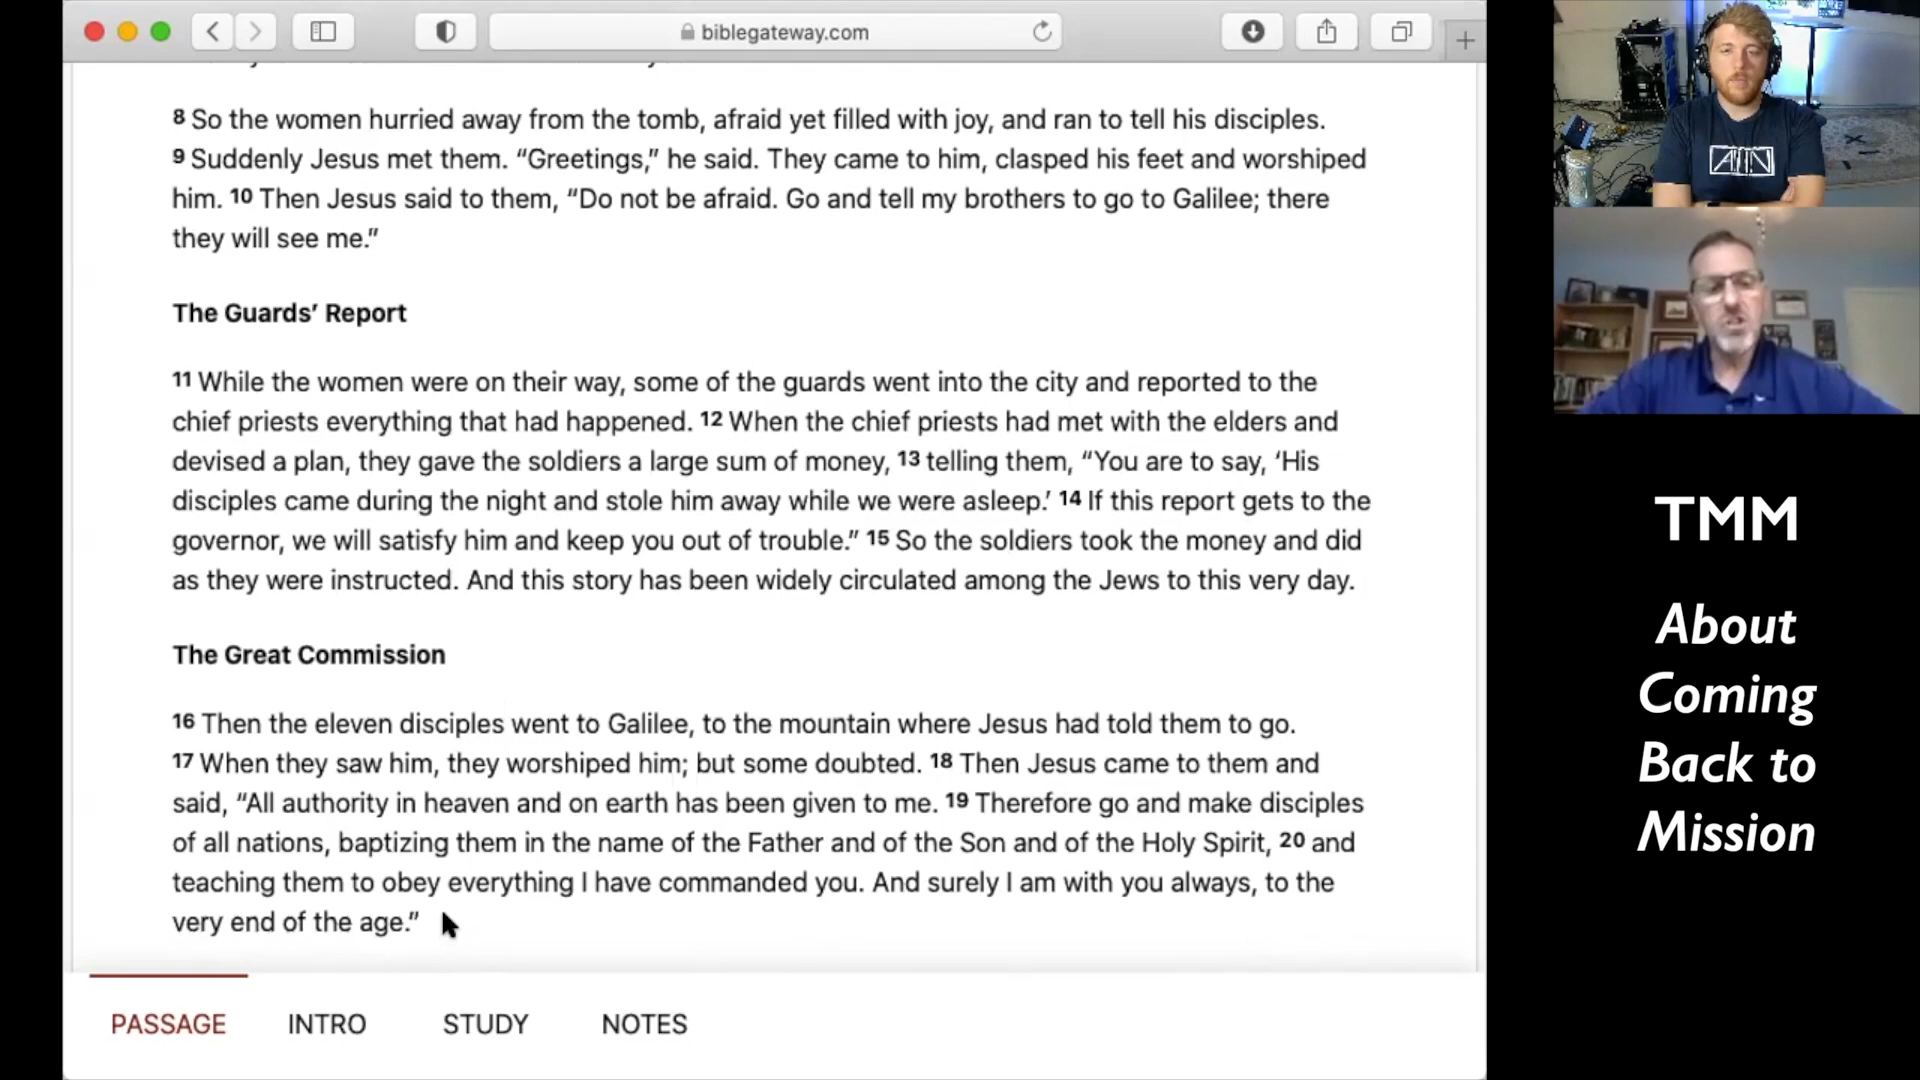 biblegateway.com
8 So the women hurried away from the tomb, afraid yet filled with joy, and ran to tell his disciples.
9 Suddenly Jesus met them. “Greetings,” he said. They came to him, clasped his feet and worshiped
him. 10 Then Jesus said to them, “Do not be afraid. Go and tell my brothers to go to Galilee; there
they will see me.”
The Guards’ Report
11 While the women were on their way, some of the guards went into the city and reported to the
chief priests everything that had happened. 12 When the chief priests had met with the elders and
devised a plan, they gave the soldiers a large sum of money, 13 telling them, “You are to say, ‘His
disciples came during the night and stole him away while we were asleep.’ 14 If this report gets to the
governor, we will satisfy him and keep you out of trouble.” 15 So the soldiers took the money and did
as they were instructed. And this story has been widely circulated among the Jews to this very day.
The Great Commission
16 Then the eleven disciples went to Galilee, to the mountain where Jesus had told them to go.
17 When they saw him, they worshiped him; but some doubted. 18 Then Jesus came to them and
said, “All authority in heaven and on earth has been given to me. 19 Therefore go and make disciples
of all nations, baptizing them in the name of the Father and of the Son and of the Holy Spirit, 20 and
teaching them to obey everything I have commanded you. And surely I am with you always, to the
very end of the age.”
PASSAGE INTRO STUDY NOTES
TMM
About
Coming
Back to
Mission